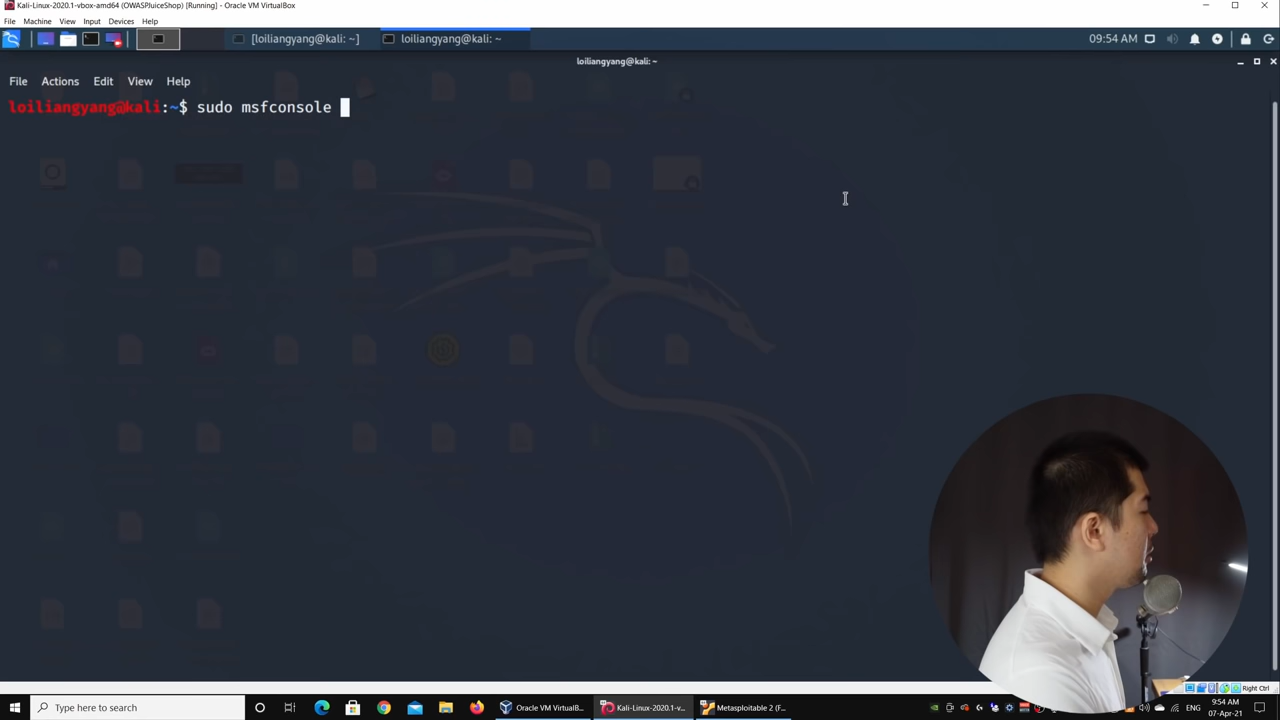 Kali-Linux-2020.1-vbox-amd64 (OWASPJuiceShop) [Running] - Oracle VM VirtualBox
File Machine View Input Devices Help
[loiliangyang@kali: ~] loiliangyang@kali: ~ 09:54 AM
loiliangyang@kali: ~
File Actions Edit View Help
loiliangyang@kali:~$ sudo msfconsole
Right Ctrl
Type here to search Oracle VM VirtualB... Kali-Linux-2020.1-v... Metasploitable 2 (F... ENG 9:54 AM
07-Apr-21